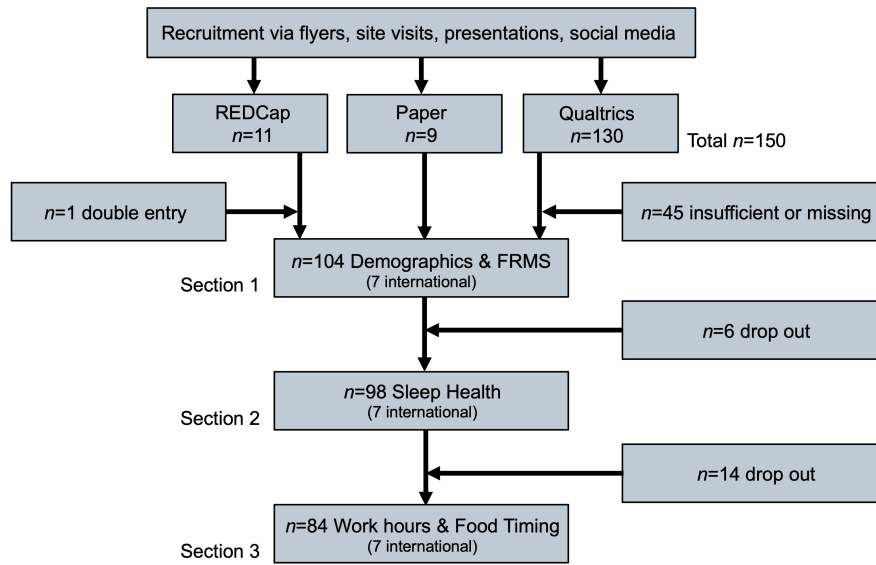 Recruitment via flyers, site visits, presentations, social media
REDCap
n=11
Paper
n=9
Qualtrics
n=130
Total n=150
n=1 double entry
n=45 insufficient or missing
n=104 Demographics & FRMS
(7 international)
Section 1
n=6 drop out
n=98 Sleep Health
(7 international)
Section 2
n=14 drop out
n=84 Work hours & Food Timing
(7 international)
Section 3